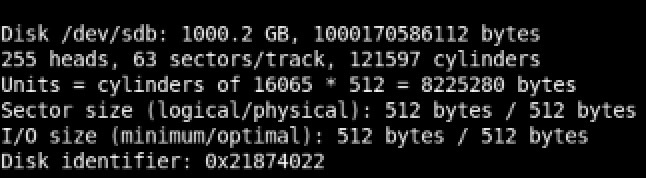 Disk /dev/sdb: 1000.2 GB, 1000170586112 bytes
255 heads, 63 sectors/track, 121597 cylinders
Units = cylinders of 16065 * 512 = 8225280 bytes
Sector size (logical/physical): 512 bytes / 512 bytes
I/O size (minimum/optimal): 512 bytes / 512 bytes
Disk identifier: 0x21874022